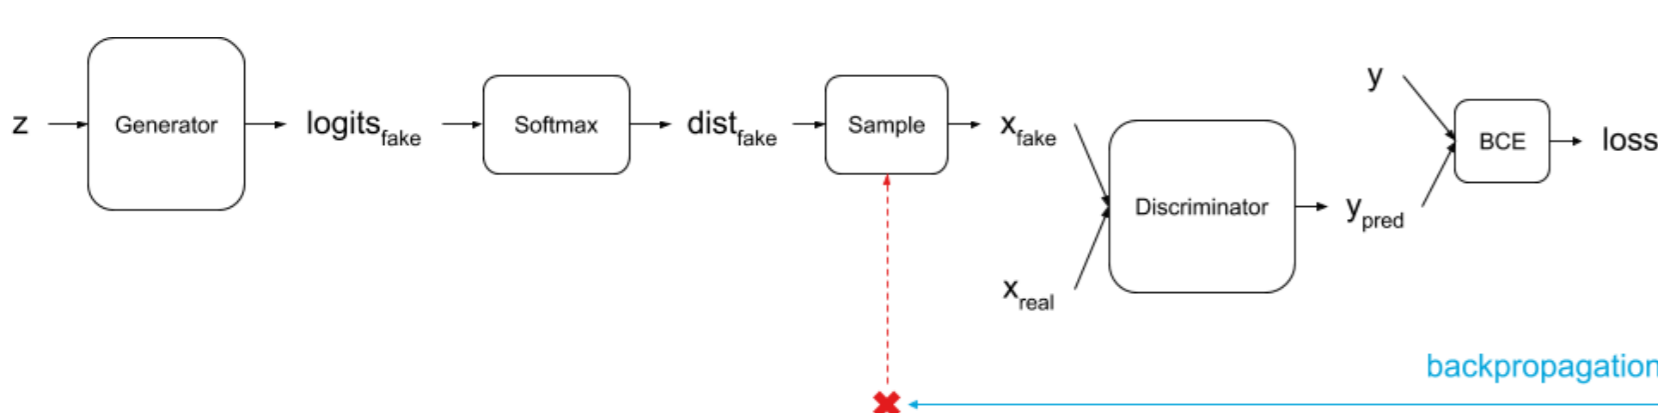 z
Generator
logits_fake
Softmax
dist_fake
Sample
x_fake
x_real
Discriminator
y_pred
y
BCE
loss
backpropagation